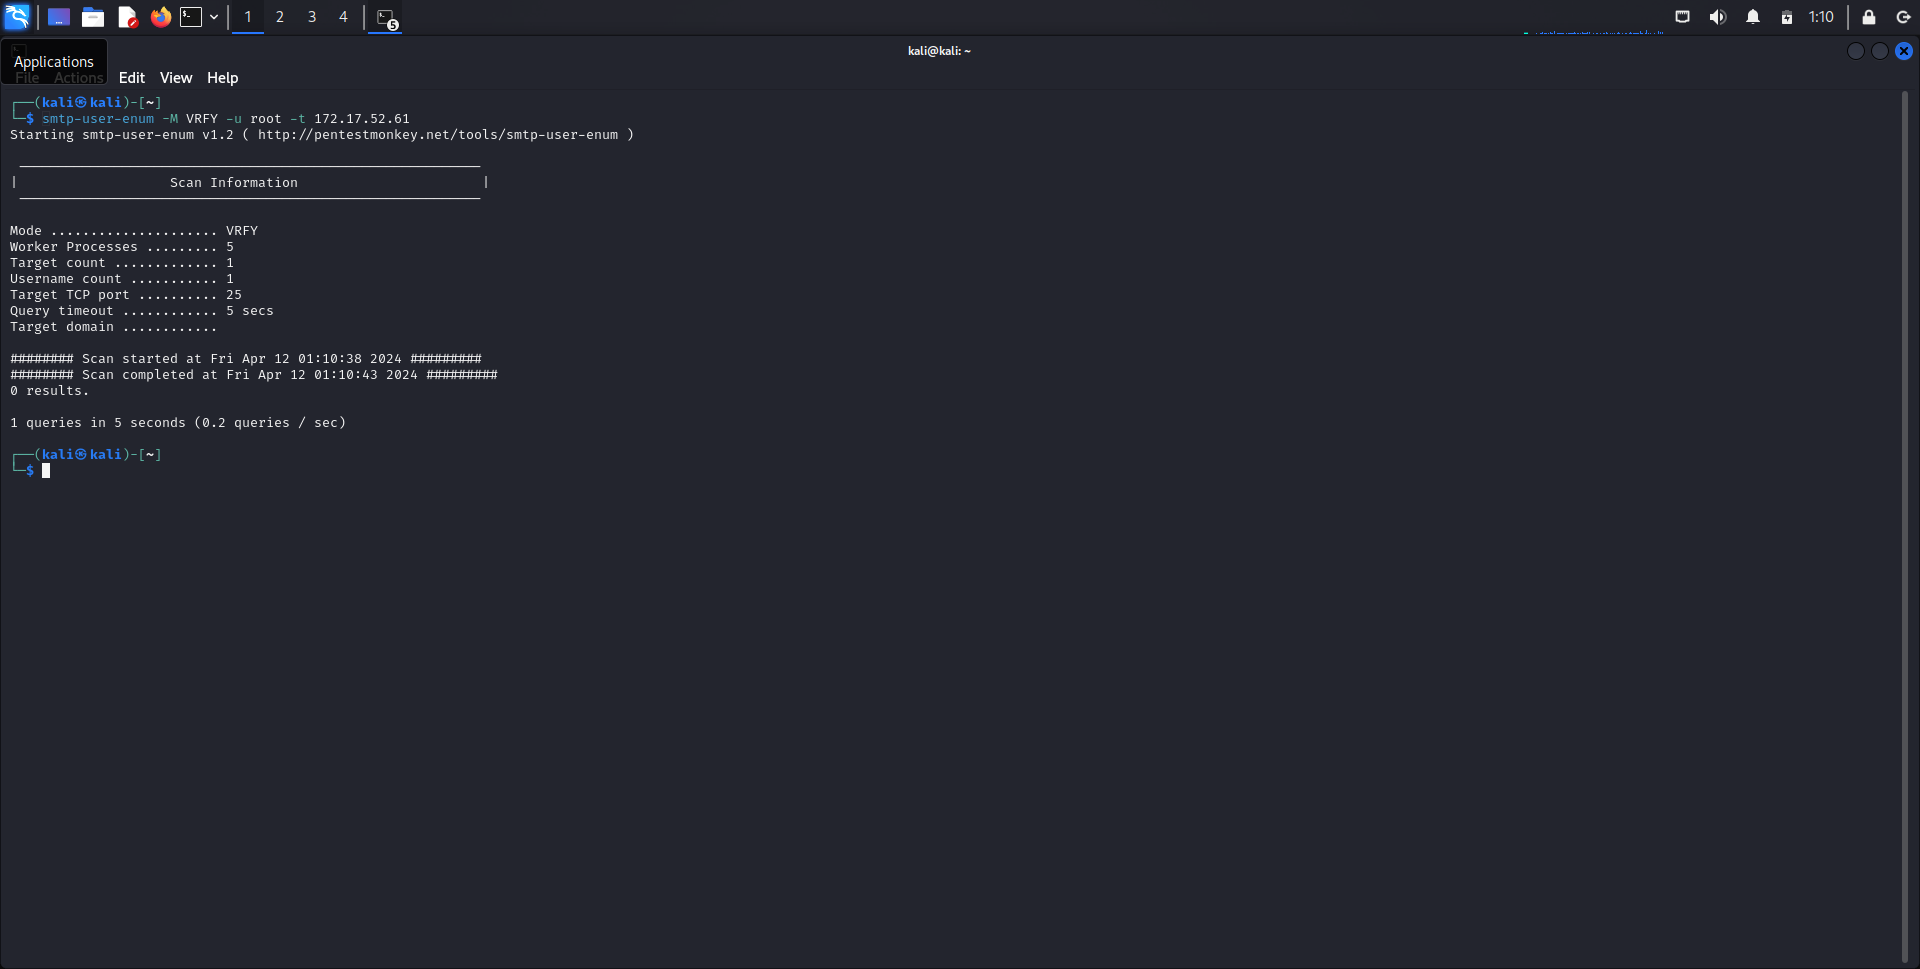 1 2 3 4 5 1:10
kali@kali: ~
Applications
File Actions Edit View Help
┌──(kali㉿kali)-[~]
└─$ smtp-user-enum -M VRFY -u root -t 172.17.52.61
Starting smtp-user-enum v1.2 ( http://pentestmonkey.net/tools/smtp-user-enum )
| Scan Information |
Mode ..................... VRFY
Worker Processes ......... 5
Target count ............. 1
Username count ........... 1
Target TCP port .......... 25
Query timeout ............ 5 secs
Target domain ............
######## Scan started at Fri Apr 12 01:10:38 2024 #########
######## Scan completed at Fri Apr 12 01:10:43 2024 #########
0 results.
1 queries in 5 seconds (0.2 queries / sec)
┌──(kali㉿kali)-[~]
└─$